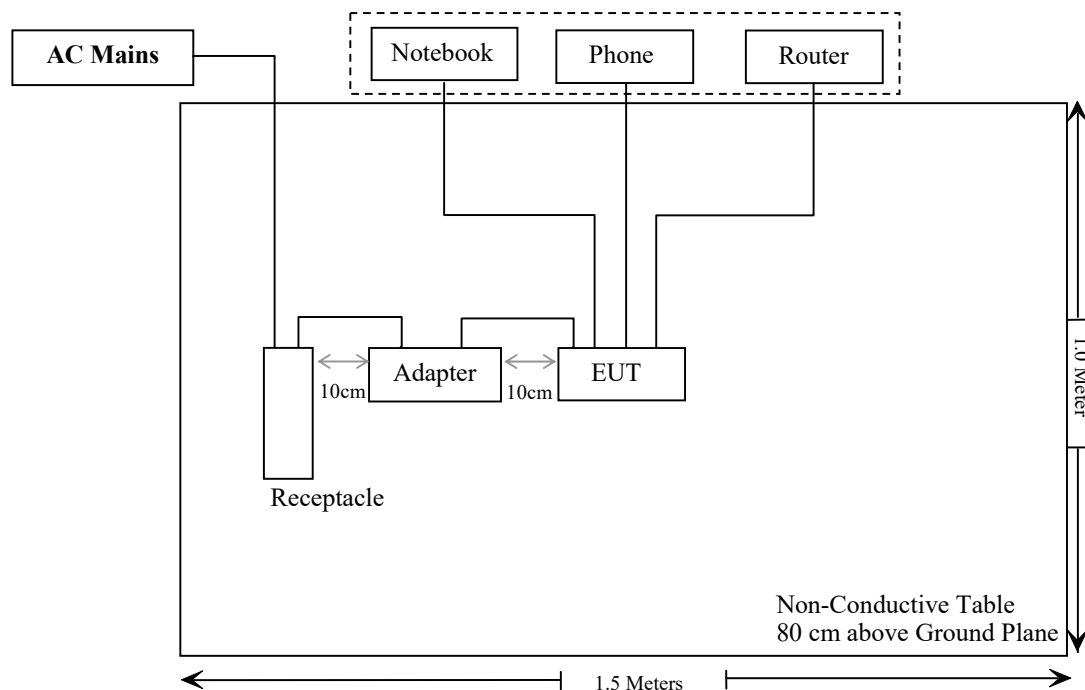 AC Mains
Notebook
Phone
Router
Adapter
EUT
10cm
10cm
Receptacle
1.0 Meter
Non-Conductive Table
80 cm above Ground Plane
1.5 Meters